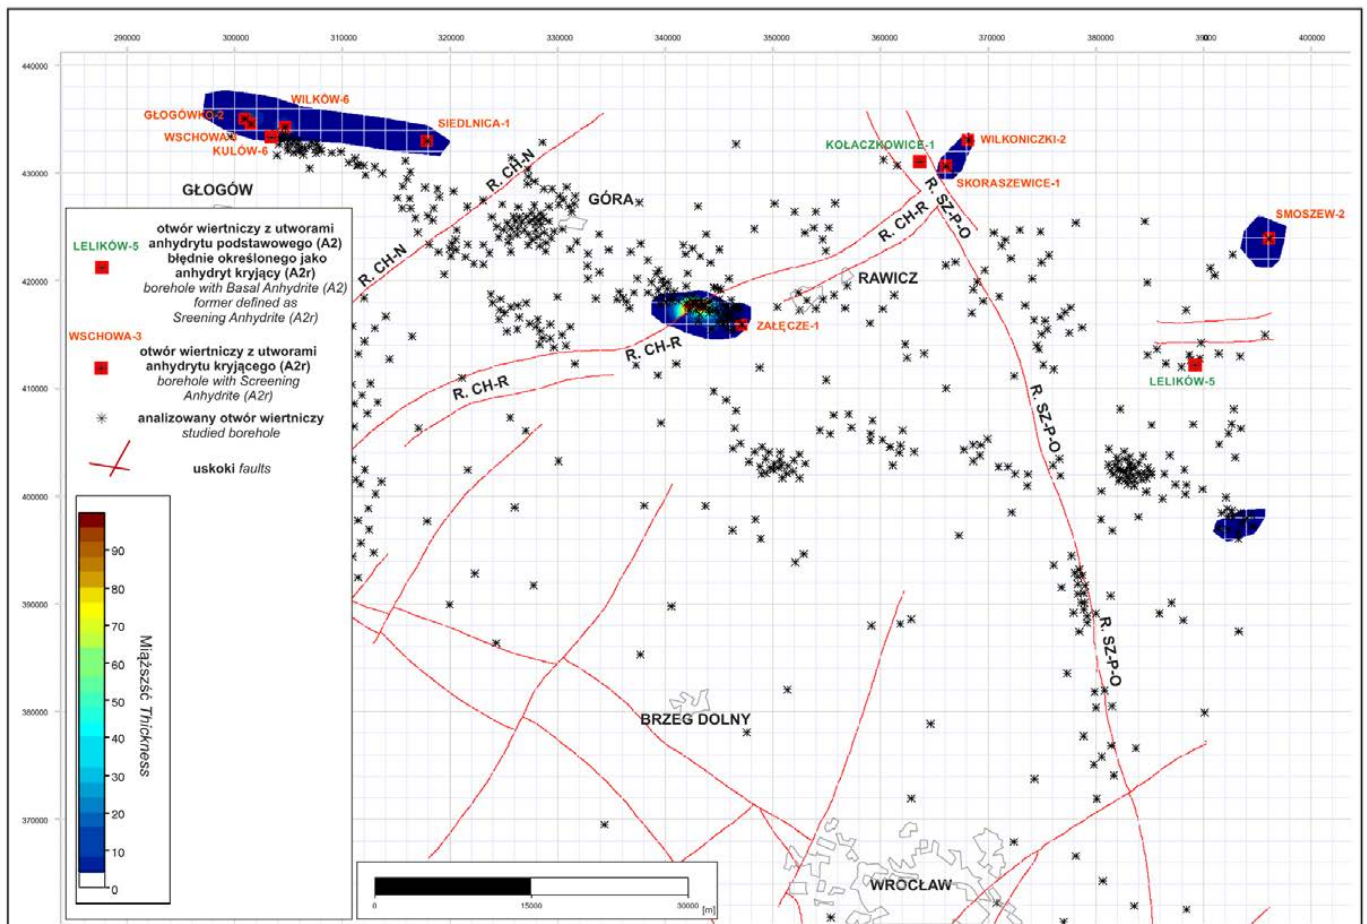 290000 300000 310000 320000 330000 340000 350000 360000 370000 380000 390000 400000
440000
430000
420000
410000
400000
390000
380000
370000
WILKÓW-6
GŁOGÓWKO-2
SIEDLNICA-1
WSCHOWA-3
KULÓW-6
GŁOGÓW
R. CH-N
GÓRA
R. CH-N
KOŁACZKOWICE-1
WILKONICZKI-2
SKORASZEWICE-1
R. SZ-P-O
R. CH-R
SMOSZEW-2
RAWICZ
ZAŁĘCZE-1
R. CH-R
R. CH-R
LELIKÓW-5
R. SZ-P-O
R. SZ-P-O
BRZEG DOLNY
WROCŁAW
otwór wiertniczy z utworami
LELIKÓW-5 anhydrytu podstawowego (A2)
błędnie określonego jako
anhydryt kryjący (A2r)
borehole with Basal Anhydrite (A2)
former defined as
Sreening Anhydrite (A2r)
WSCHOWA-3
otwór wiertniczy z utworami
anhydrytu kryjącego (A2r)
borehole with Screening
Anhydrite (A2r)
analizowany otwór wiertniczy
studied borehole
uskoki faults
90
80
70
60
50
40
30
20
10
0
Miąższść Thickness
0 15000 30000 [m]